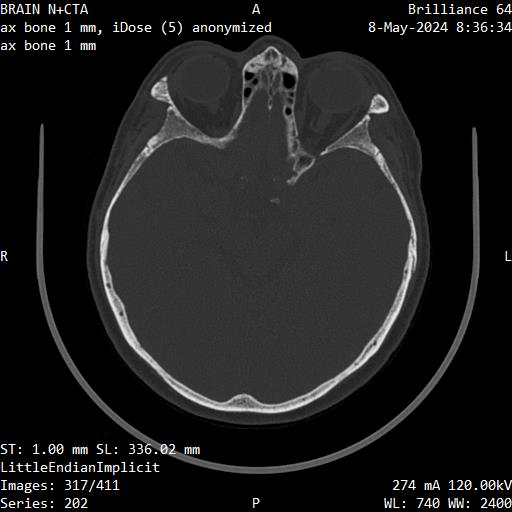 BRAIN N+CTA
ax bone 1 mm, iDose (5) anonymized
ax bone 1 mm
A
Brilliance 64
8-May-2024 8:36:34
R
L
ST: 1.00 mm SL: 336.02 mm
LittleEndianImplicit
Images: 317/411
Series: 202
P
274 mA 120.00kV
WL: 740 WW: 2400